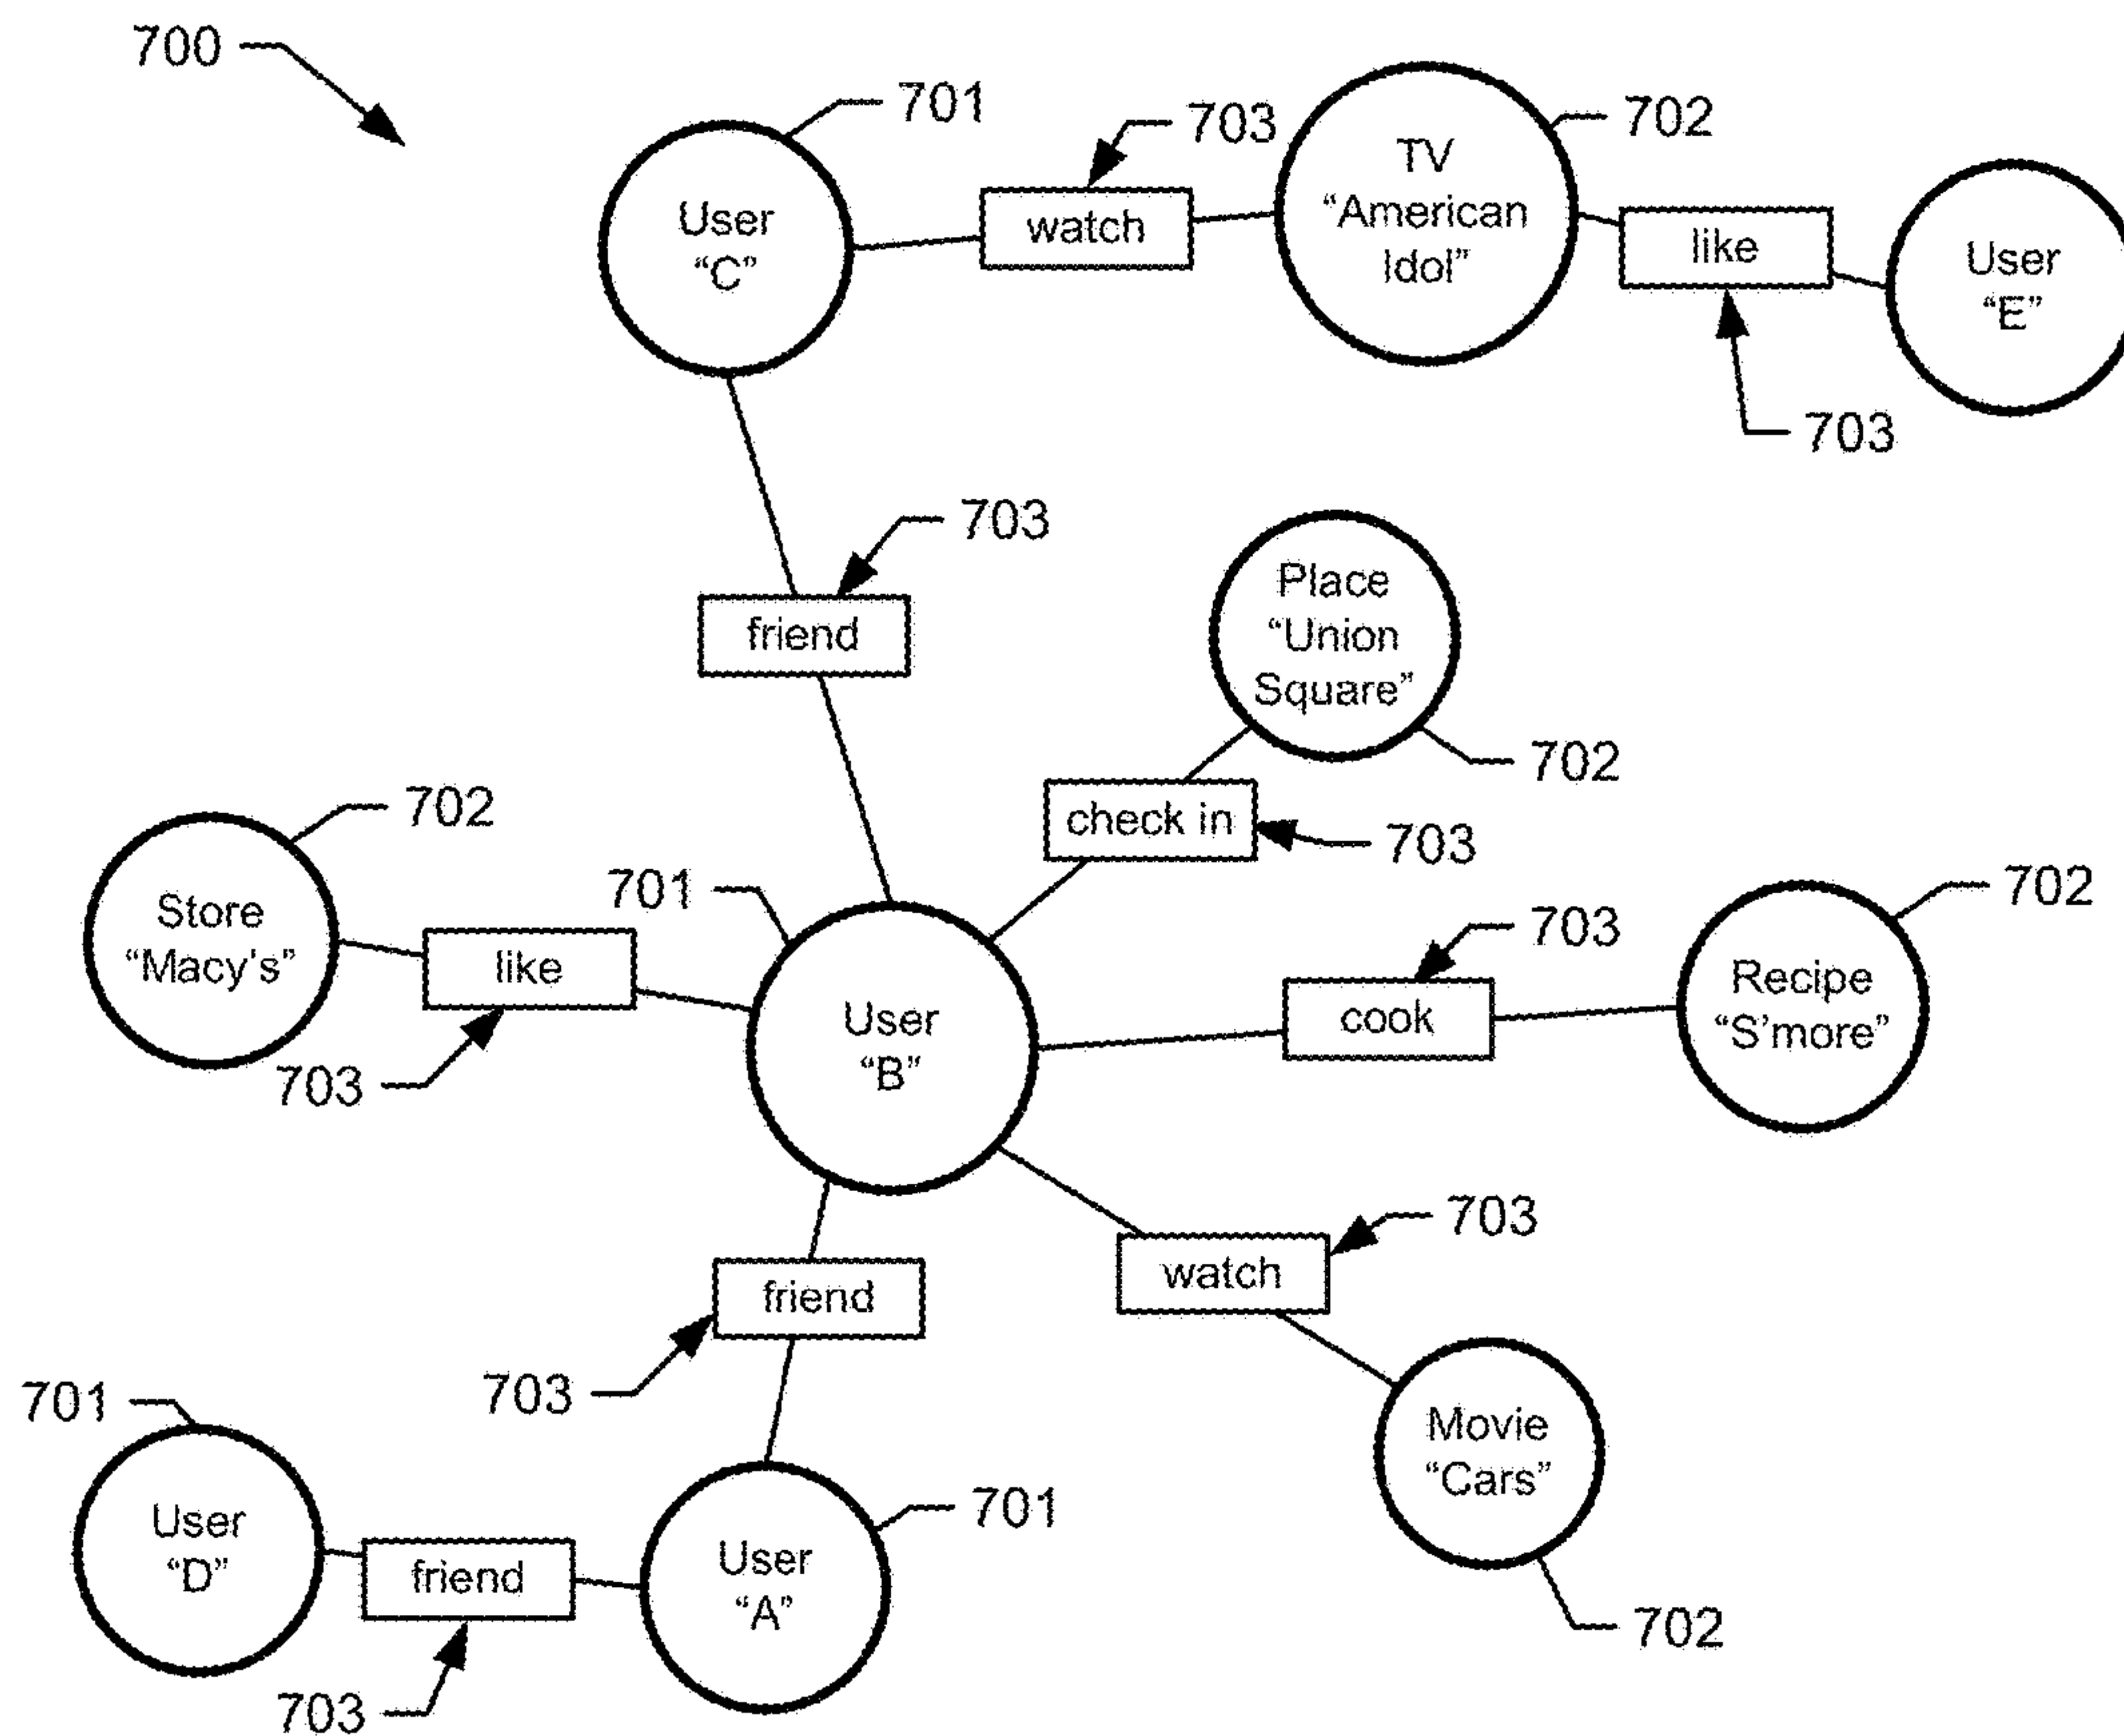 700
701
703
702
TV
“American
Idol”
User
“C”
watch
like
User
“E”
703
703
friend
Place
“Union
Square”
702
check in
703
702
Store
“Macy’s”
like
703
701
User
“B”
703
cook
702
Recipe
“S’more”
703
watch
friend
703
Movie
“Cars”
702
701
User
“D”
friend
703
User
“A”
701